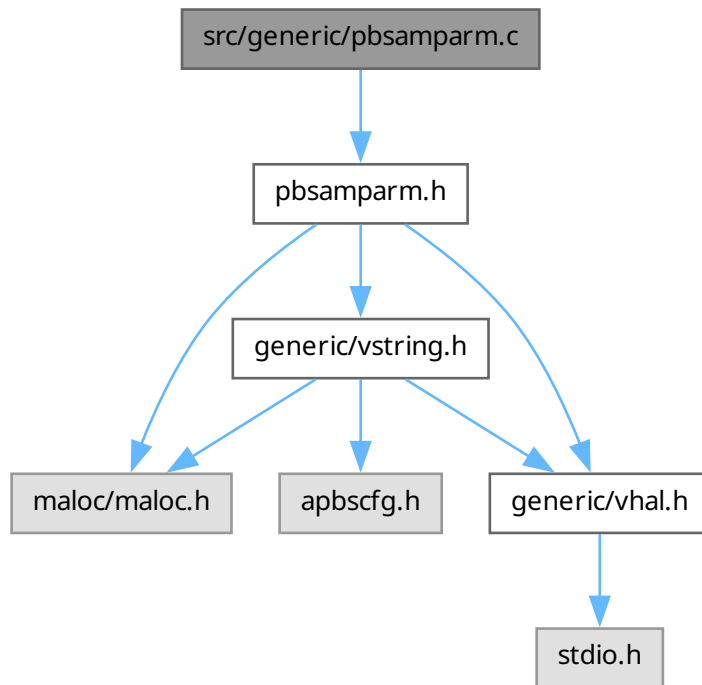 src/generic/pbsamparm.c
pbsamparm.h
generic/vstring.h
maloc/maloc.h
apbscfg.h
generic/vhal.h
stdio.h